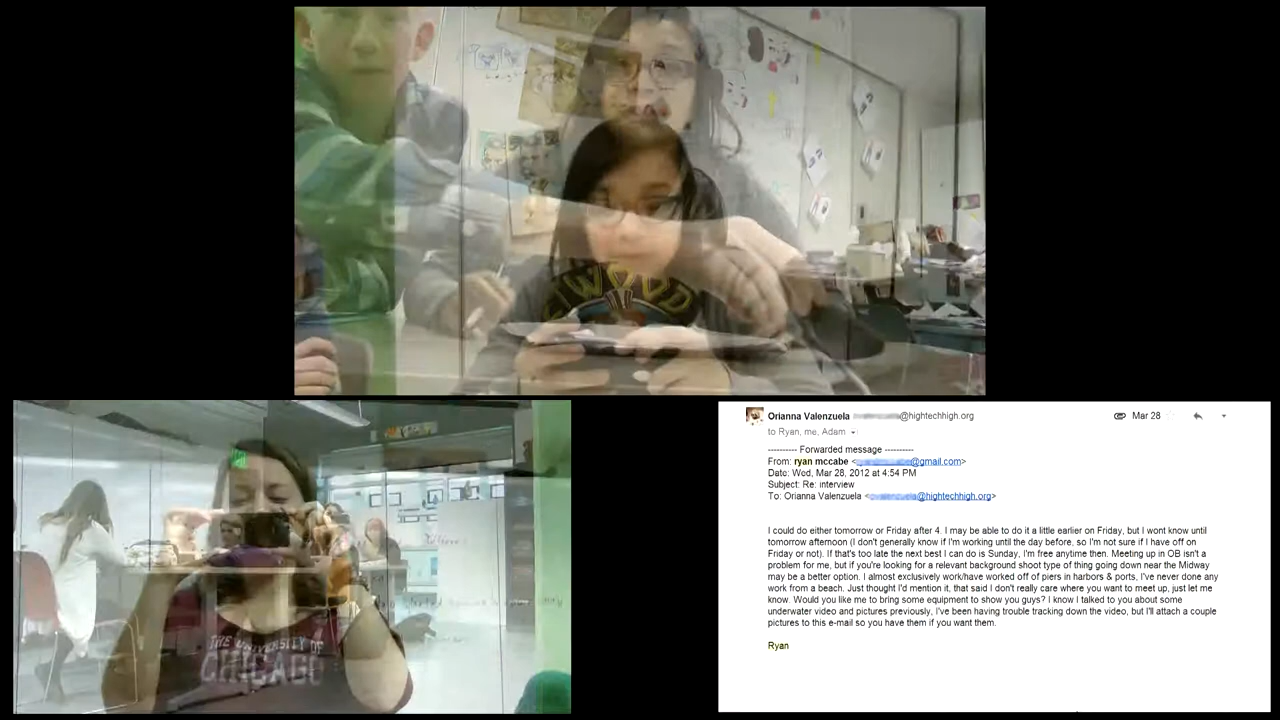 WOOD
Orianna Valenzuela @hightechhigh.org Mar 28
to Ryan, me, Adam
---------- Forwarded message ----------
From: ryan mccabe <@gmail.com>
Date: Wed, Mar 28, 2012 at 4:54 PM
Subject: Re: interview
To: Orianna Valenzuela <@hightechhigh.org>
I could do either tomorrow or Friday after 4. I may be able to do it a little earlier on Friday, but I wont know until
tomorrow afternoon (I don't generally know if I'm working until the day before, so I'm not sure if I have off on
Friday or not). If that's too late the next best I can do is Sunday, I'm free anytime then. Meeting up in OB isn't a
problem for me, but if you're looking for a relevant background shoot type of thing going down near the Midway
may be a better option. I almost exclusively work/have worked off of piers in harbors & ports, I've never done any
work from a beach. Just thought I'd mention it, that said I don't really care where you want to meet up, just let me
know. Would you like me to bring some equipment to show you guys? I know I talked to you about some
underwater video and pictures previously, I've been having trouble tracking down the video, but I'll attach a couple
pictures to this e-mail so you have them if you want them.
Ryan
THE UNIVERSITY OF
CHICAGO